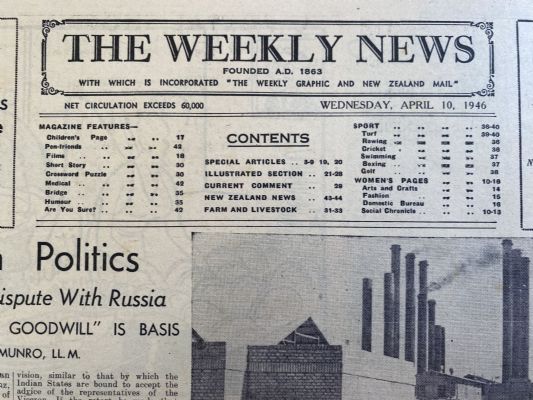 THE WEEKLY NEWS
FOUNDED A.D. 1863
WITH WHICH IS INCORPORATED "THE WEEKLY GRAPHIC AND NEW ZEALAND MAIL"
NET CIRCULATION EXCEEDS 60,000
WEDNESDAY, APRIL 10, 1946
MAGAZINE FEATURES—
Children's Page .. 17
Pen-friends .. .. 42
Films .. .. .. 18
Short Story .. .. 30
Crossword Puzzle .. 30
Medical .. .. .. 42
Bridge .. .. .. 35
Humour .. .. .. 35
Are You Sure? .. .. 42
CONTENTS
SPECIAL ARTICLES .. 3-9, 19, 20
ILLUSTRATED SECTION .. 21-28
CURRENT COMMENT .. .. 29
NEW ZEALAND NEWS .. 43-44
FARM AND LIVESTOCK .. 31-33
SPORT .. .. .. 36-40
Turf .. .. .. 39-40
Rowing .. .. .. 36
Cricket .. .. .. 36
Swimming .. .. 37
Boxing .. .. .. 37
Golf .. .. .. 38
WOMEN'S PAGES .. 10-16
Arts and Crafts .. 14
Fashion .. .. .. 15
Domestic Bureau .. 16
Social Chronicle .. .. 10-13
Politics
ispute With Russia
GOODWILL" IS BASIS
MUNRO, LL.M.
vision, similar to that by which the
Indian States are bound to accept the
advice of the representatives of the